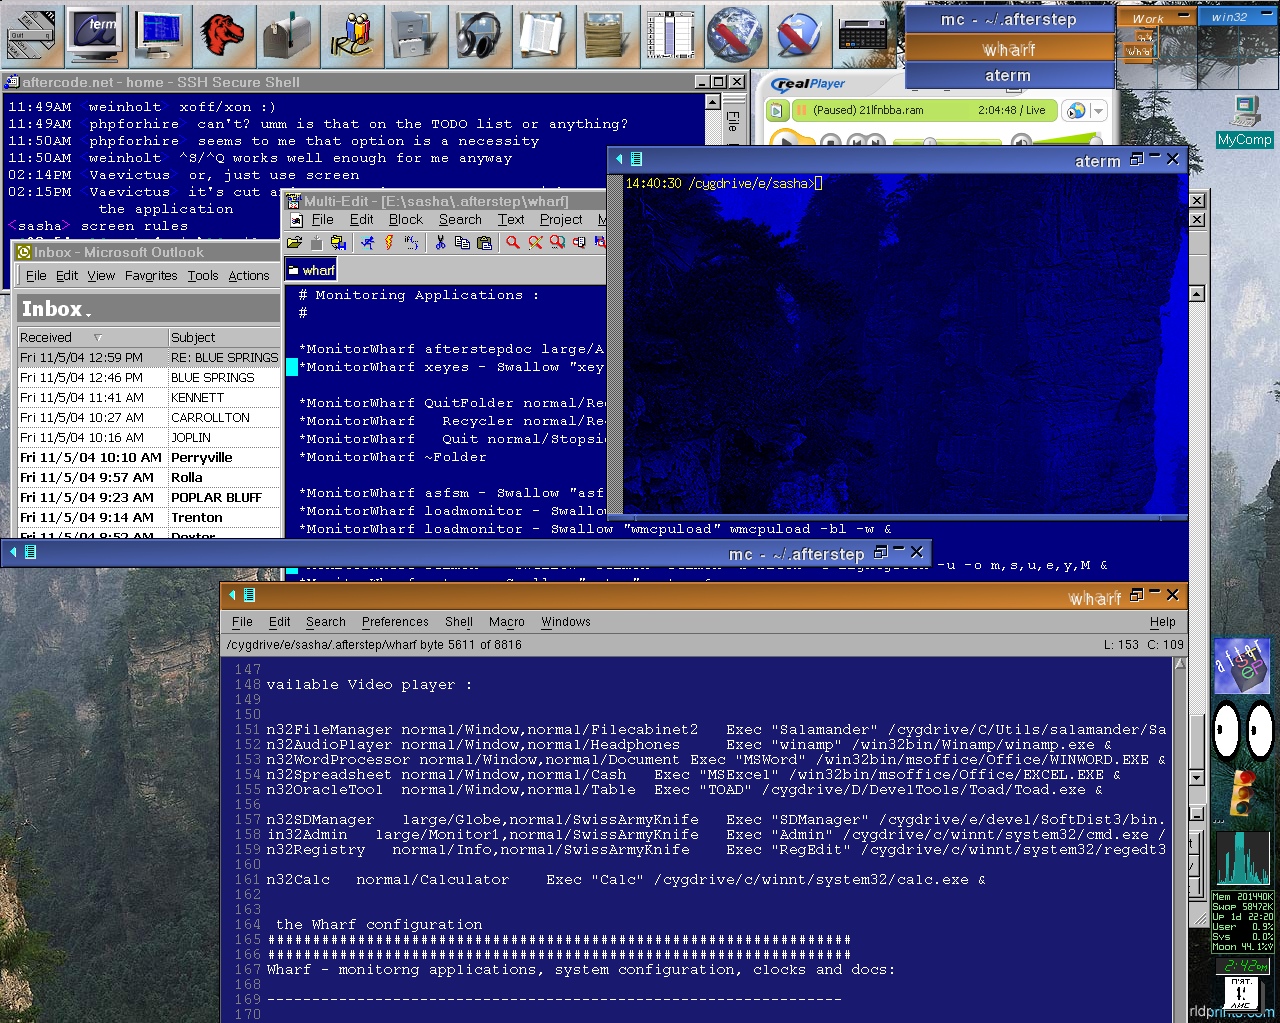 Quit
term
IRC
mc - ~/.afterstep
wharf
aterm
Work
win32
MyComp
aftercode.net - home - SSH Secure Shell
11:49AM  weinholt  xoff/xon :)
11:49AM  phpforhire  can't? umm is that on the TODO list or anything?
11:50AM  phpforhire  seems to me that option is a necessity
11:50AM  weinholt  ^S/^Q works well enough for me anyway
02:14PM  Vaevictus  or, just use screen
02:15PM  Vaevictus  it's cut a
the application
<sasha> screen rules
File
realPlayer
(Paused) 21lfnbba.ram
2:04:48 / Live
aterm
14:40:30 /cygdrive/e/sasha>
Multi-Edit - [E:\sasha\.afterstep\wharf]
File Edit Block Search Text Project
wharf
# Monitoring Applications :
#
*MonitorWharf afterstepdoc large/A
*MonitorWharf xeyes - Swallow "xey
*MonitorWharf QuitFolder normal/Re
*MonitorWharf   Recycler normal/Re
*MonitorWharf   Quit normal/Stopsi
*MonitorWharf ~Folder
*MonitorWharf asfsm - Swallow "asf
*MonitorWharf loadmonitor - Swall
*MonitorWharf loadmonitor - Swallow "wmcpuload" wmcpuload -bl -w &
-u -o m,s,u,e,y,M &
Inbox - Microsoft Outlook
File Edit View Favorites Tools Actions
Inbox
Received Subject
Fri 11/5/04 12:59 PM RE: BLUE SPRINGS
Fri 11/5/04 12:46 PM BLUE SPRINGS
Fri 11/5/04 11:41 AM KENNETT
Fri 11/5/04 10:27 AM CARROLLTON
Fri 11/5/04 10:16 AM JOPLIN
Fri 11/5/04 10:10 AM Perryville
Fri 11/5/04 9:57 AM Rolla
Fri 11/5/04 9:23 AM POPLAR BLUFF
Fri 11/5/04 9:14 AM Trenton
Fri 11/5/04 9:52 AM Dexter
mc - ~/.afterstep
wharf
File Edit Search Preferences Shell Macro Windows Help
/cygdrive/e/sasha/.afterstep/wharf byte 5611 of 8816 L: 153 C: 109
147
148 vailable Video player :
149
150
151 n32FileManager normal/Window,normal/Filecabinet2   Exec "Salamander" /cygdrive/C/Utils/salamander/Sa
152 n32AudioPlayer normal/Window,normal/Headphones     Exec "winamp" /win32bin/Winamp/winamp.exe &
153 n32WordProcessor normal/Window,normal/Document Exec "MSWord" /win32bin/msoffice/Office/WINWORD.EXE &
154 n32Spreadsheet normal/Window,normal/Cash   Exec "MSExcel" /win32bin/msoffice/Office/EXCEL.EXE &
155 n32OracleTool  normal/Window,normal/Table  Exec "TOAD" /cygdrive/D/DevelTools/Toad/Toad.exe &
156
157 n32SDManager   large/Globe,normal/SwissArmyKnife   Exec "SDManager" /cygdrive/e/devel/SoftDist3/bin.
158 in32Admin   large/Monitor1,normal/SwissArmyKnife   Exec "Admin" /cygdrive/c/winnt/system32/cmd.exe /
159 n32Registry   normal/Info,normal/SwissArmyKnife    Exec "RegEdit" /cygdrive/c/winnt/system32/regedt3
160
161 n32Calc   normal/Calculator    Exec "Calc" /cygdrive/c/winnt/system32/calc.exe &
162
163
164  the Wharf configuration
165 #################################################################
166 #################################################################
167 Wharf - monitorng applications, system configuration, clocks and docs:
168
169 ----------------------------------------------------------------
170
after STEP
Mem 201440K
Swap 58472K
Up 1d 22:20
User 0.9%
Sys 0.0%
Moon 44.1%V
2:42PM
rldprints.com